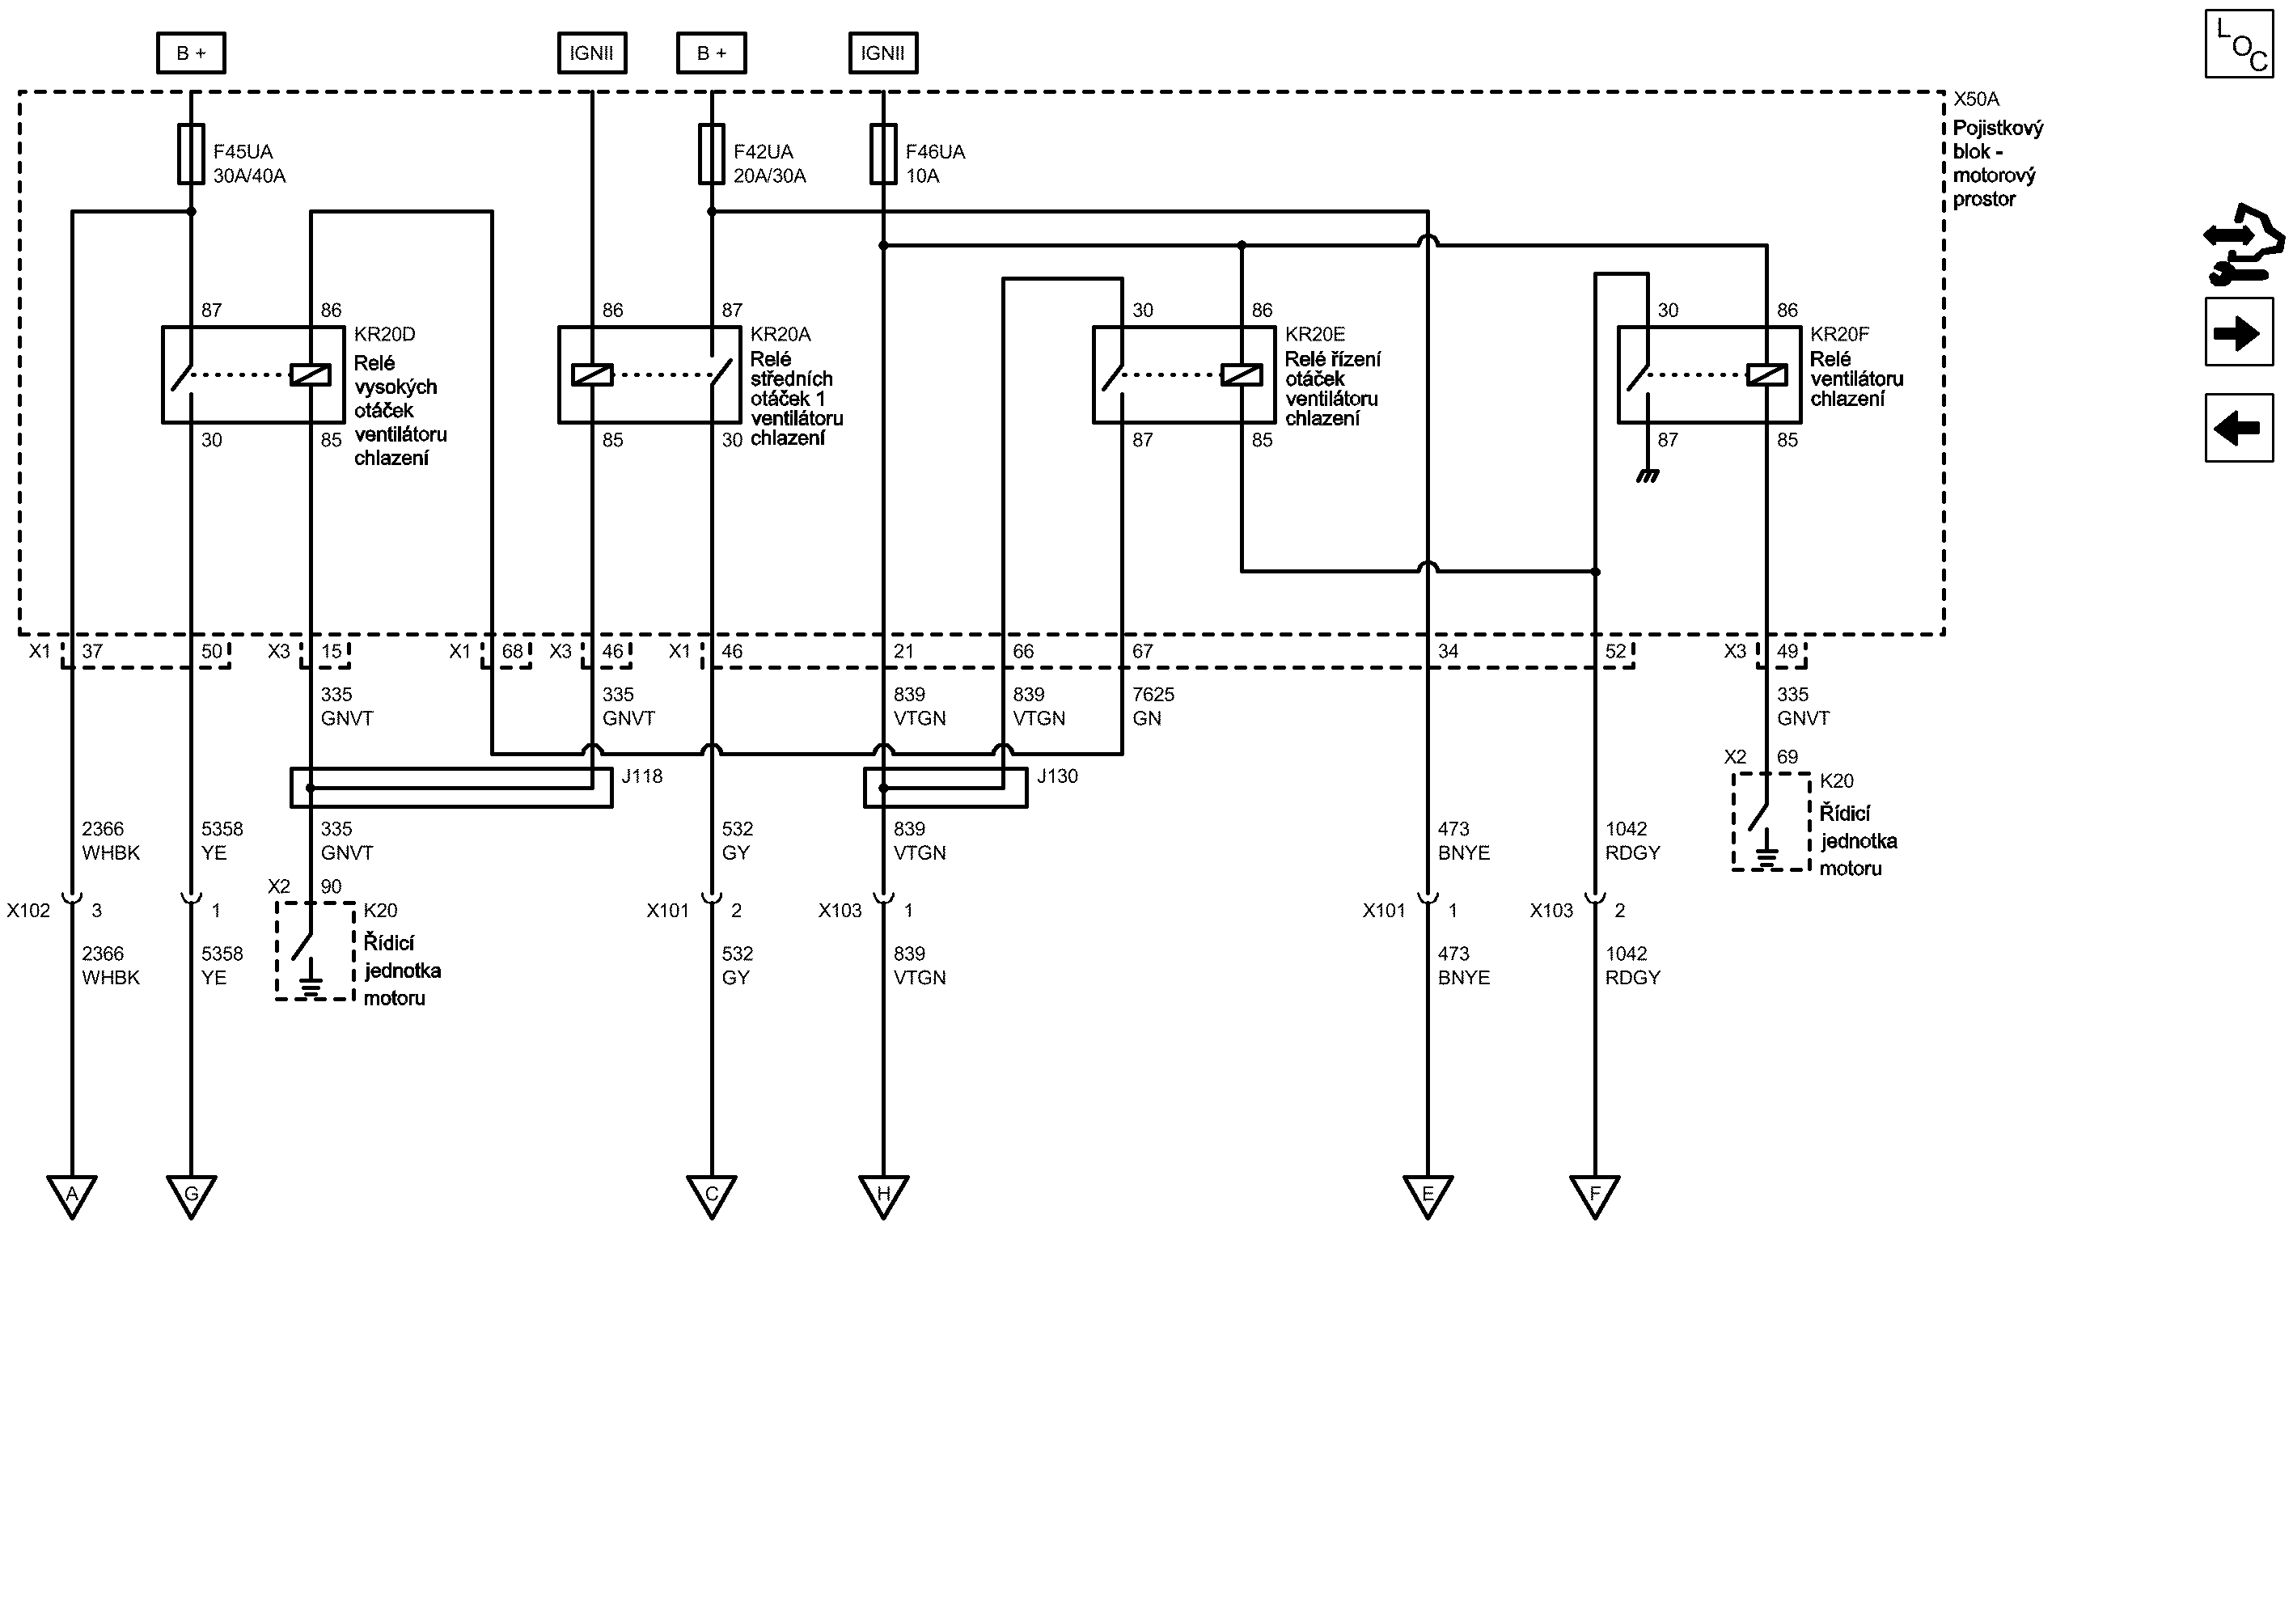 B +
IGNII
B +
IGNII
L
O
C
X50A
Pojistkový
blok -
motorový
prostor
F45UA
30A/40A
F42UA
20A/30A
F46UA
10A
87
86
KR20D
Relé
vysokých
otáček
ventilátoru
chlazení
30
85
86
87
KR20A
Relé
středních
otáček 1
ventilátoru
chlazení
85
30
30
86
KR20E
Relé řízení
otáček
ventilátoru
chlazení
87
85
30
86
KR20F
Relé
ventilátoru
chlazení
87
85
X1
37
50
X3
15
X1
68
X3
46
X1
46
21
66
67
34
52
X3
49
335
GNVT
335
GNVT
839
VTGN
839
VTGN
7625
GN
335
GNVT
J118
J130
X2
69
K20
Řídicí
jednotka
motoru
2366
WHBK
5358
YE
335
GNVT
532
GY
839
VTGN
473
BNYE
1042
RDGY
X2
90
K20
Řídicí
jednotka
motoru
X102
3
1
X101
2
X103
1
X101
1
X103
2
2366
WHBK
5358
YE
532
GY
839
VTGN
473
BNYE
1042
RDGY
A
G
C
H
E
F